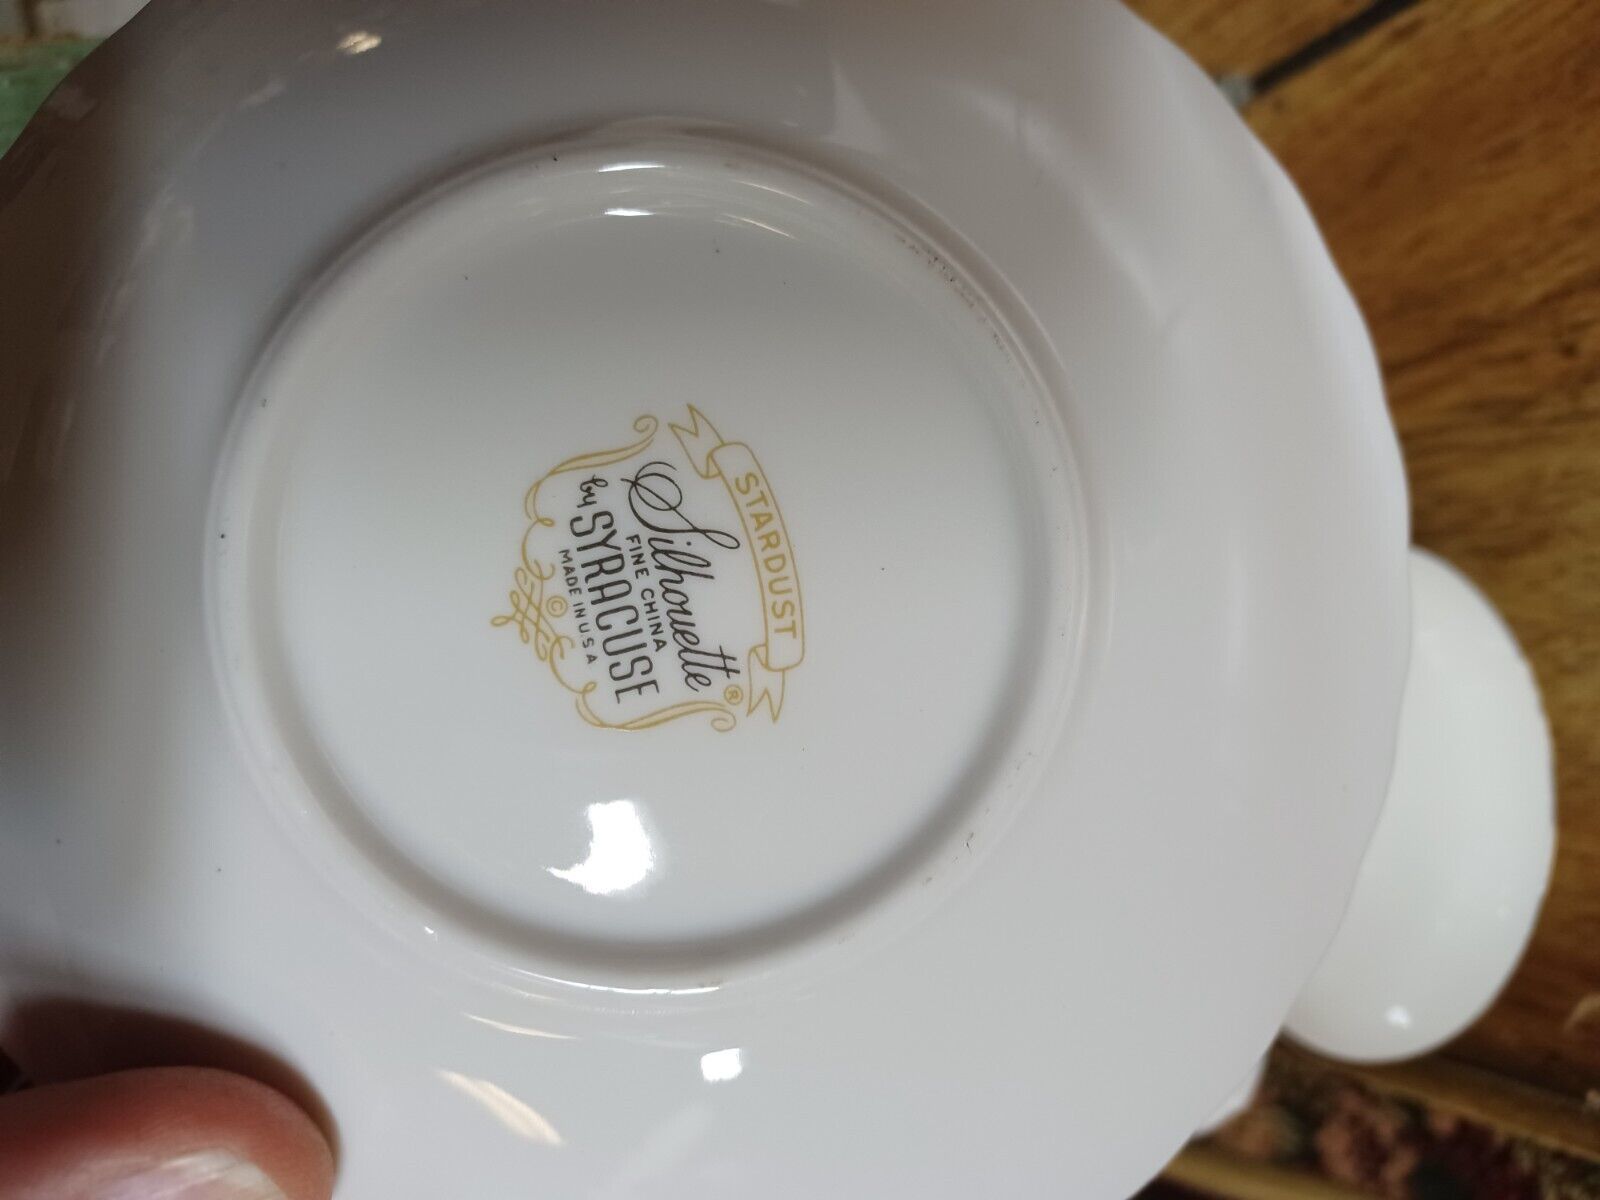 STARDUST
Silhouette ®
FINE CHINA
by SYRACUSE
MADE IN U.S.A
©